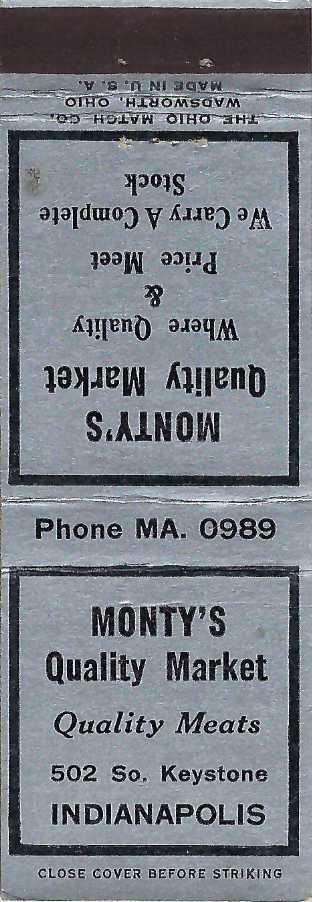 THE OHIO MATCH CO.
WADSWORTH, OHIO
MADE IN U. S. A.
MONTY'S
Quality Market
Where Quality
&
Price Meet
We Carry A Complete
Stock
Phone MA. 0989
MONTY'S
Quality Market
Quality Meats
502 So. Keystone
INDIANAPOLIS
CLOSE COVER BEFORE STRIKING